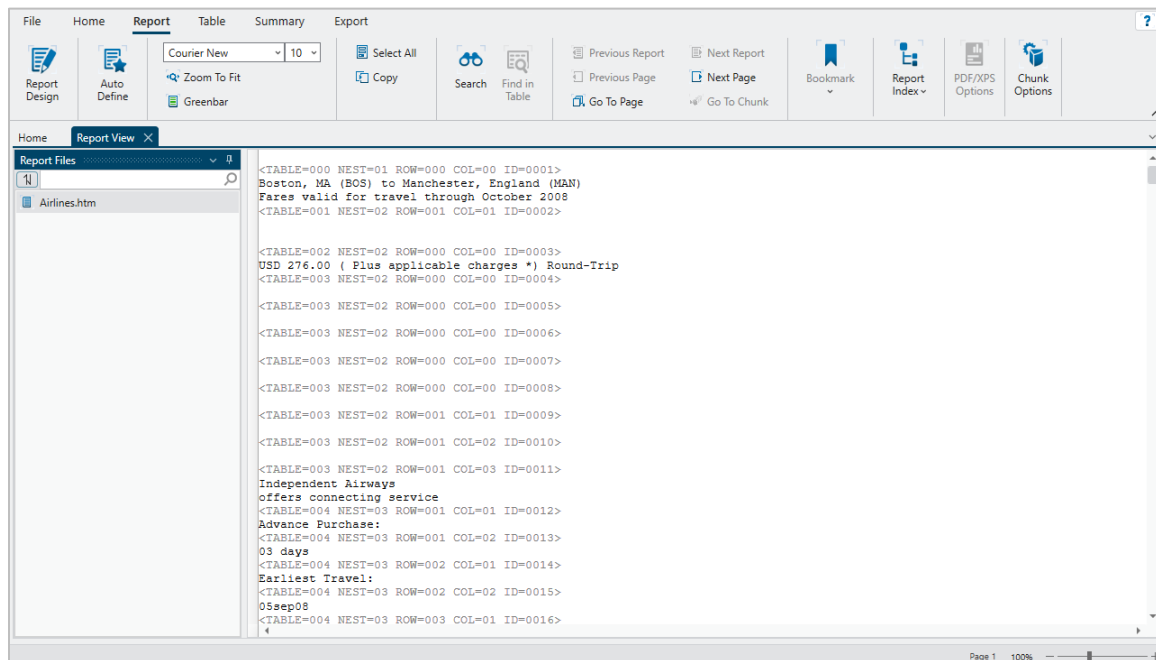 File Home Report Table Summary Export ?
Report Design
Auto Define
Courier New 10
Zoom To Fit
Greenbar
Select All
Copy
Search
Find in Table
Previous Report
Previous Page
Go To Page
Next Report
Next Page
Go To Chunk
Bookmark
Report Index
PDF/XPS Options
Chunk Options
Home Report View
Report Files
Airlines.htm
<TABLE=000 NEST=01 ROW=000 COL=00 ID=0001>
Boston, MA (BOS) to Manchester, England (MAN)
Fares valid for travel through October 2008
<TABLE=001 NEST=02 ROW=001 COL=01 ID=0002>
<TABLE=002 NEST=02 ROW=000 COL=00 ID=0003>
USD 276.00 ( Plus applicable charges *) Round-Trip
<TABLE=003 NEST=02 ROW=000 COL=00 ID=0004>
<TABLE=003 NEST=02 ROW=000 COL=00 ID=0005>
<TABLE=003 NEST=02 ROW=000 COL=00 ID=0006>
<TABLE=003 NEST=02 ROW=000 COL=00 ID=0007>
<TABLE=003 NEST=02 ROW=000 COL=00 ID=0008>
<TABLE=003 NEST=02 ROW=001 COL=01 ID=0009>
<TABLE=003 NEST=02 ROW=001 COL=02 ID=0010>
<TABLE=003 NEST=02 ROW=001 COL=03 ID=0011>
Independent Airways
offers connecting service
<TABLE=004 NEST=03 ROW=001 COL=01 ID=0012>
Advance Purchase:
<TABLE=004 NEST=03 ROW=001 COL=02 ID=0013>
03 days
<TABLE=004 NEST=03 ROW=002 COL=01 ID=0014>
Earliest Travel:
<TABLE=004 NEST=03 ROW=002 COL=02 ID=0015>
05sep08
<TABLE=004 NEST=03 ROW=003 COL=01 ID=0016>
Page 1 100%